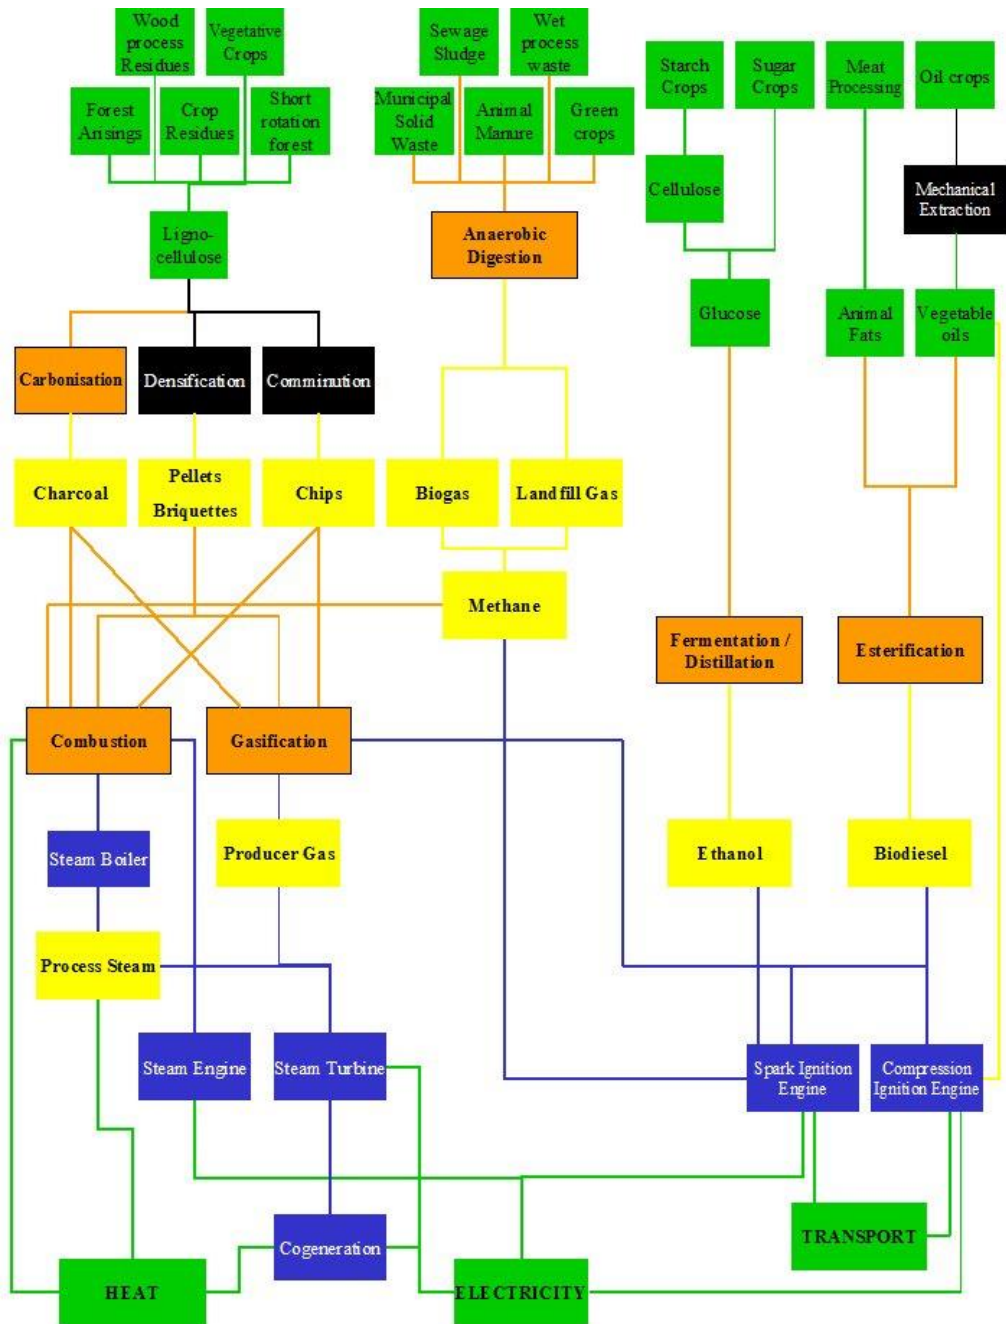 Wood
process
Residues
Vegetative
Crops
Sewage
Sludge
Wet
process
waste
Starch
Crops
Sugar
Crops
Meat
Processing
Oil crops
Forest
Arisings
Crop
Residues
Short
rotation
forest
Municipal
Solid
Waste
Animal
Manure
Green
crops
Cellulose
Mechanical
Extraction
Ligno-
cellulose
Anaerobic
Digestion
Glucose
Animal
Fats
Vegetable
oils
Carbonisation
Densification
Comminution
Charcoal
Pellets
Briquettes
Chips
Biogas
Landfill Gas
Methane
Fermentation /
Distillation
Esterification
Combustion
Gasification
Steam Boiler
Producer Gas
Ethanol
Biodiesel
Process Steam
Steam Engine
Steam Turbine
Spark Ignition
Engine
Compression
Ignition Engine
Cogeneration
TRANSPORT
HEAT
ELECTRICITY